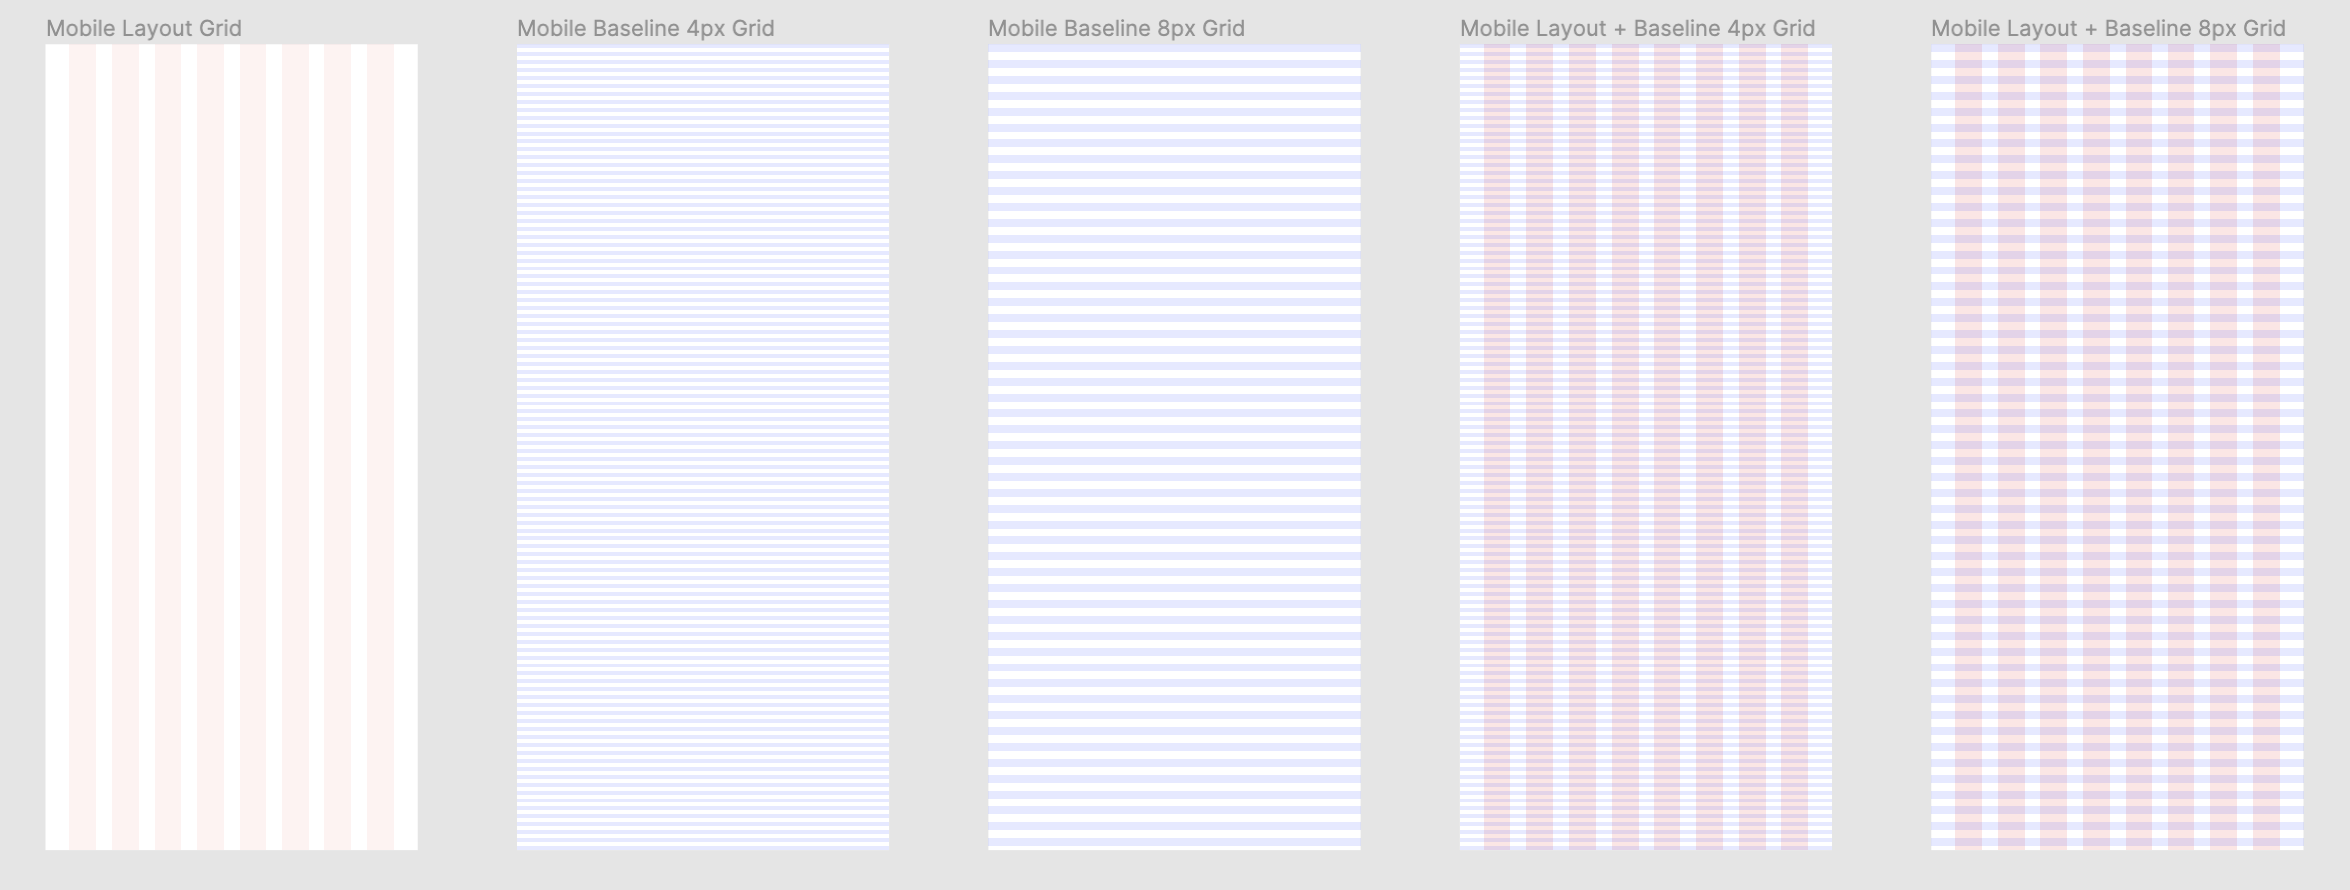 Mobile Layout Grid
Mobile Baseline 4px Grid
Mobile Baseline 8px Grid
Mobile Layout + Baseline 4px Grid
Mobile Layout + Baseline 8px Grid